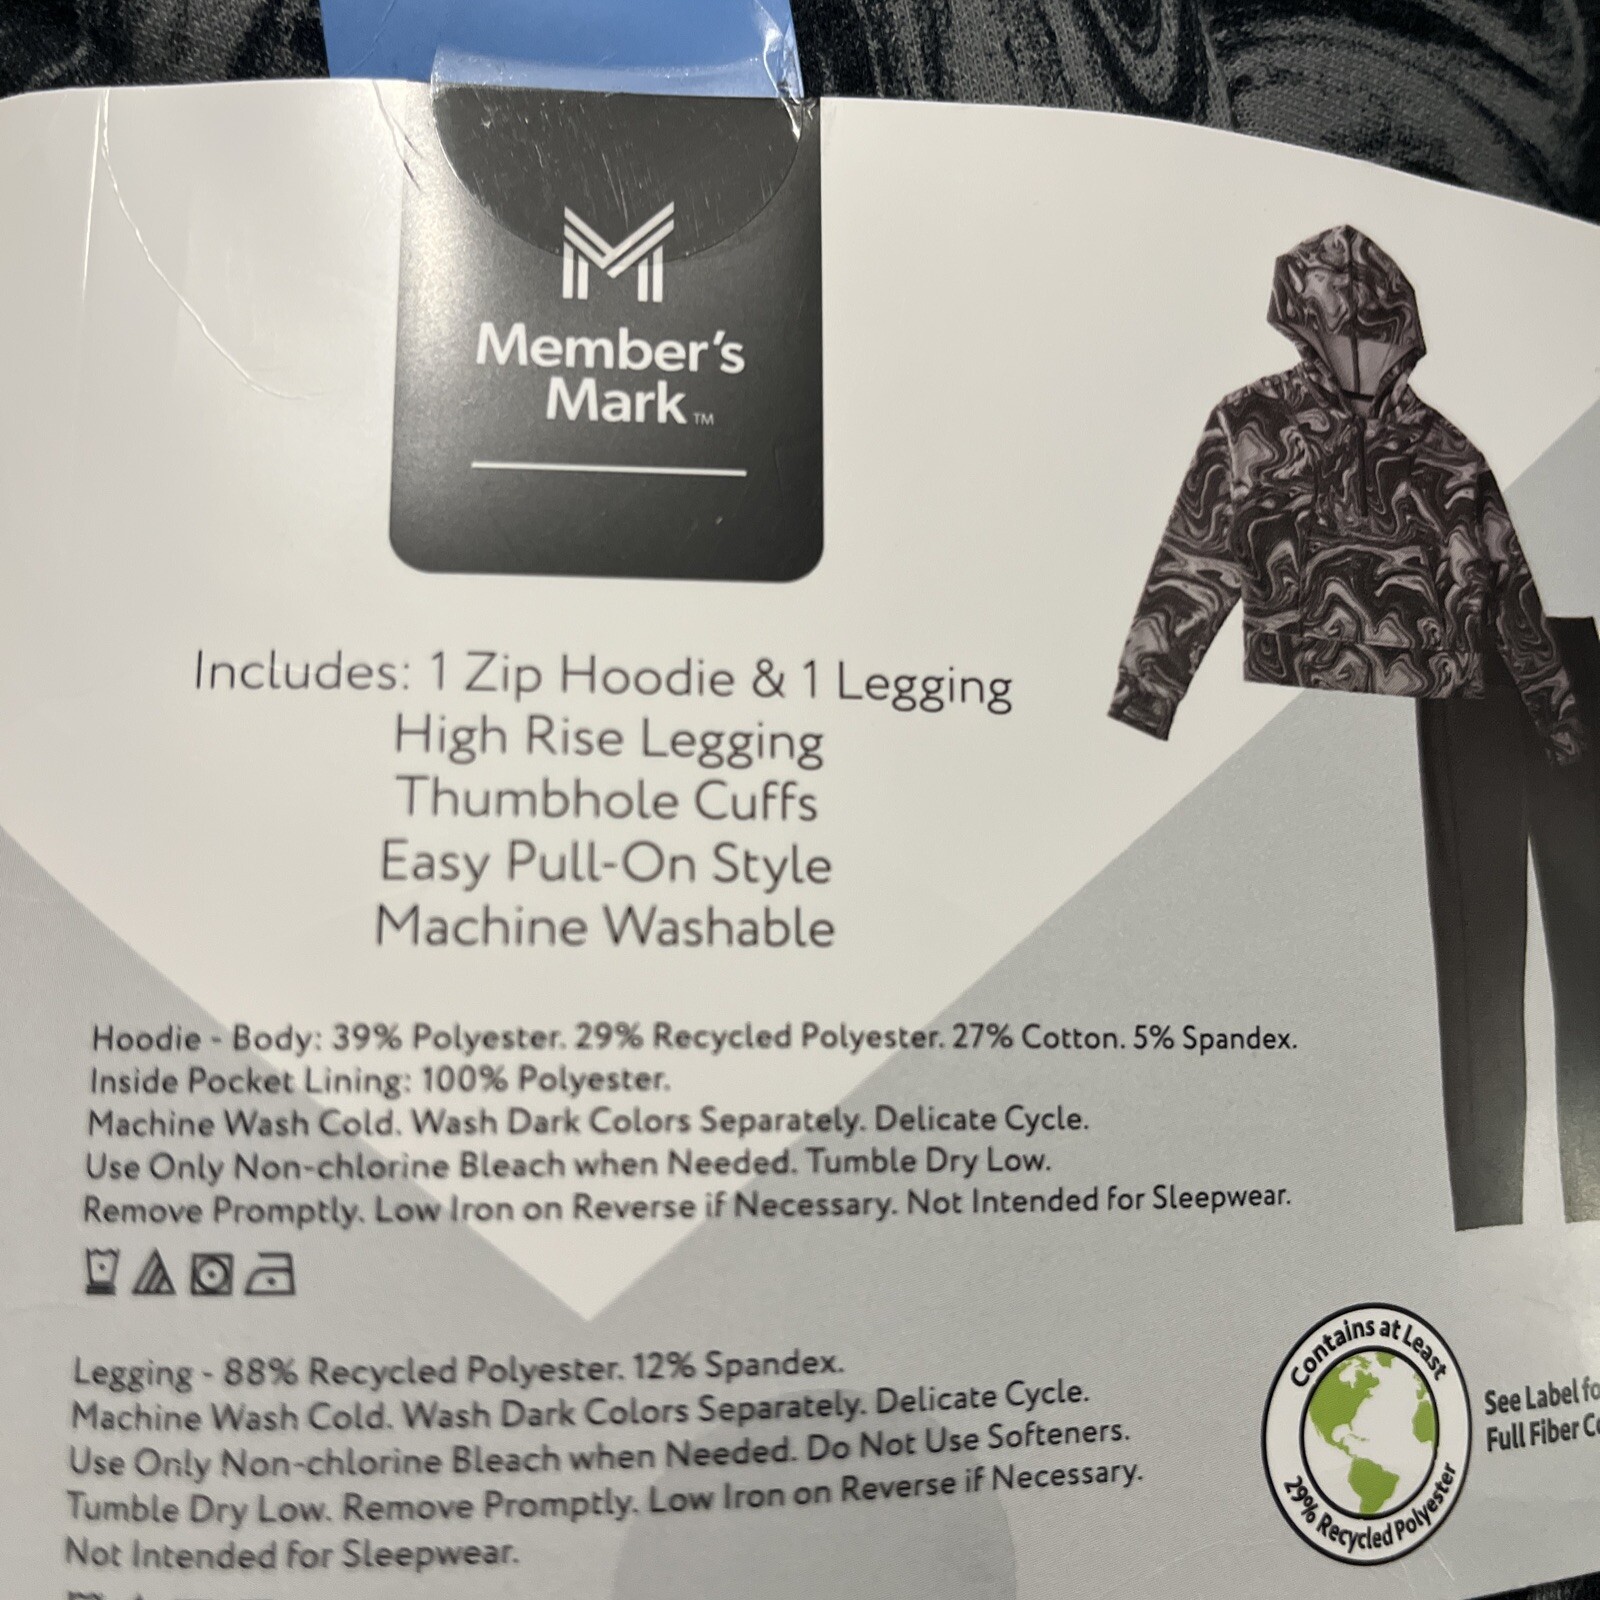 Member's
Mark TM
Includes: 1 Zip Hoodie & 1 Legging
High Rise Legging
Thumbhole Cuffs
Easy Pull-On Style
Machine Washable
Hoodie - Body: 39% Polyester. 29% Recycled Polyester. 27% Cotton. 5% Spandex.
Inside Pocket Lining: 100% Polyester.
Machine Wash Cold. Wash Dark Colors Separately. Delicate Cycle.
Use Only Non-chlorine Bleach when Needed. Tumble Dry Low.
Remove Promptly. Low Iron on Reverse if Necessary. Not Intended for Sleepwear.
Legging - 88% Recycled Polyester. 12% Spandex.
Machine Wash Cold. Wash Dark Colors Separately. Delicate Cycle.
Use Only Non-chlorine Bleach when Needed. Do Not Use Softeners.
Tumble Dry Low. Remove Promptly. Low Iron on Reverse if Necessary.
Not Intended for Sleepwear.
Contains at Least
29% Recycled Polyester
See Label
Full Fiber